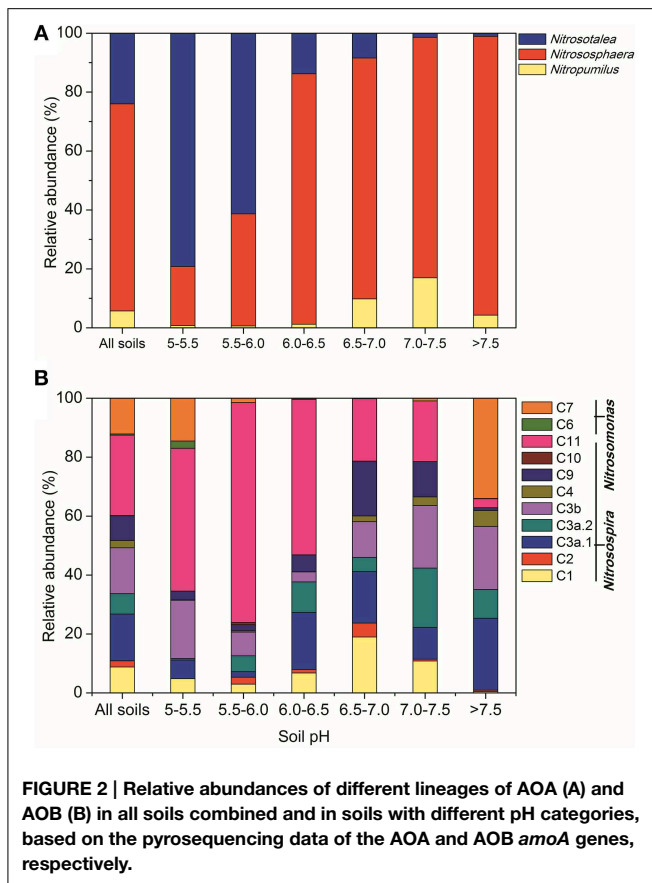 A
Relative abundance (%)
100
80
60
40
20
0
All soils 5-5.5 5.5-6.0 6.0-6.5 6.5-7.0 7.0-7.5 >7.5
Nitrosotalea
Nitrososphaera
Nitropumilus
B
Relative abundance (%)
100
80
60
40
20
0
All soils 5-5.5 5.5-6.0 6.0-6.5 6.5-7.0 7.0-7.5 >7.5
Soil pH
C7
C6
C11
C10
C9
C4
C3b
C3a.2
C3a.1
C2
C1
Nitrosomonas
Nitrosospira
FIGURE 2 | Relative abundances of different lineages of AOA (A) and
AOB (B) in all soils combined and in soils with different pH categories,
based on the pyrosequencing data of the AOA and AOB amoA genes,
respectively.